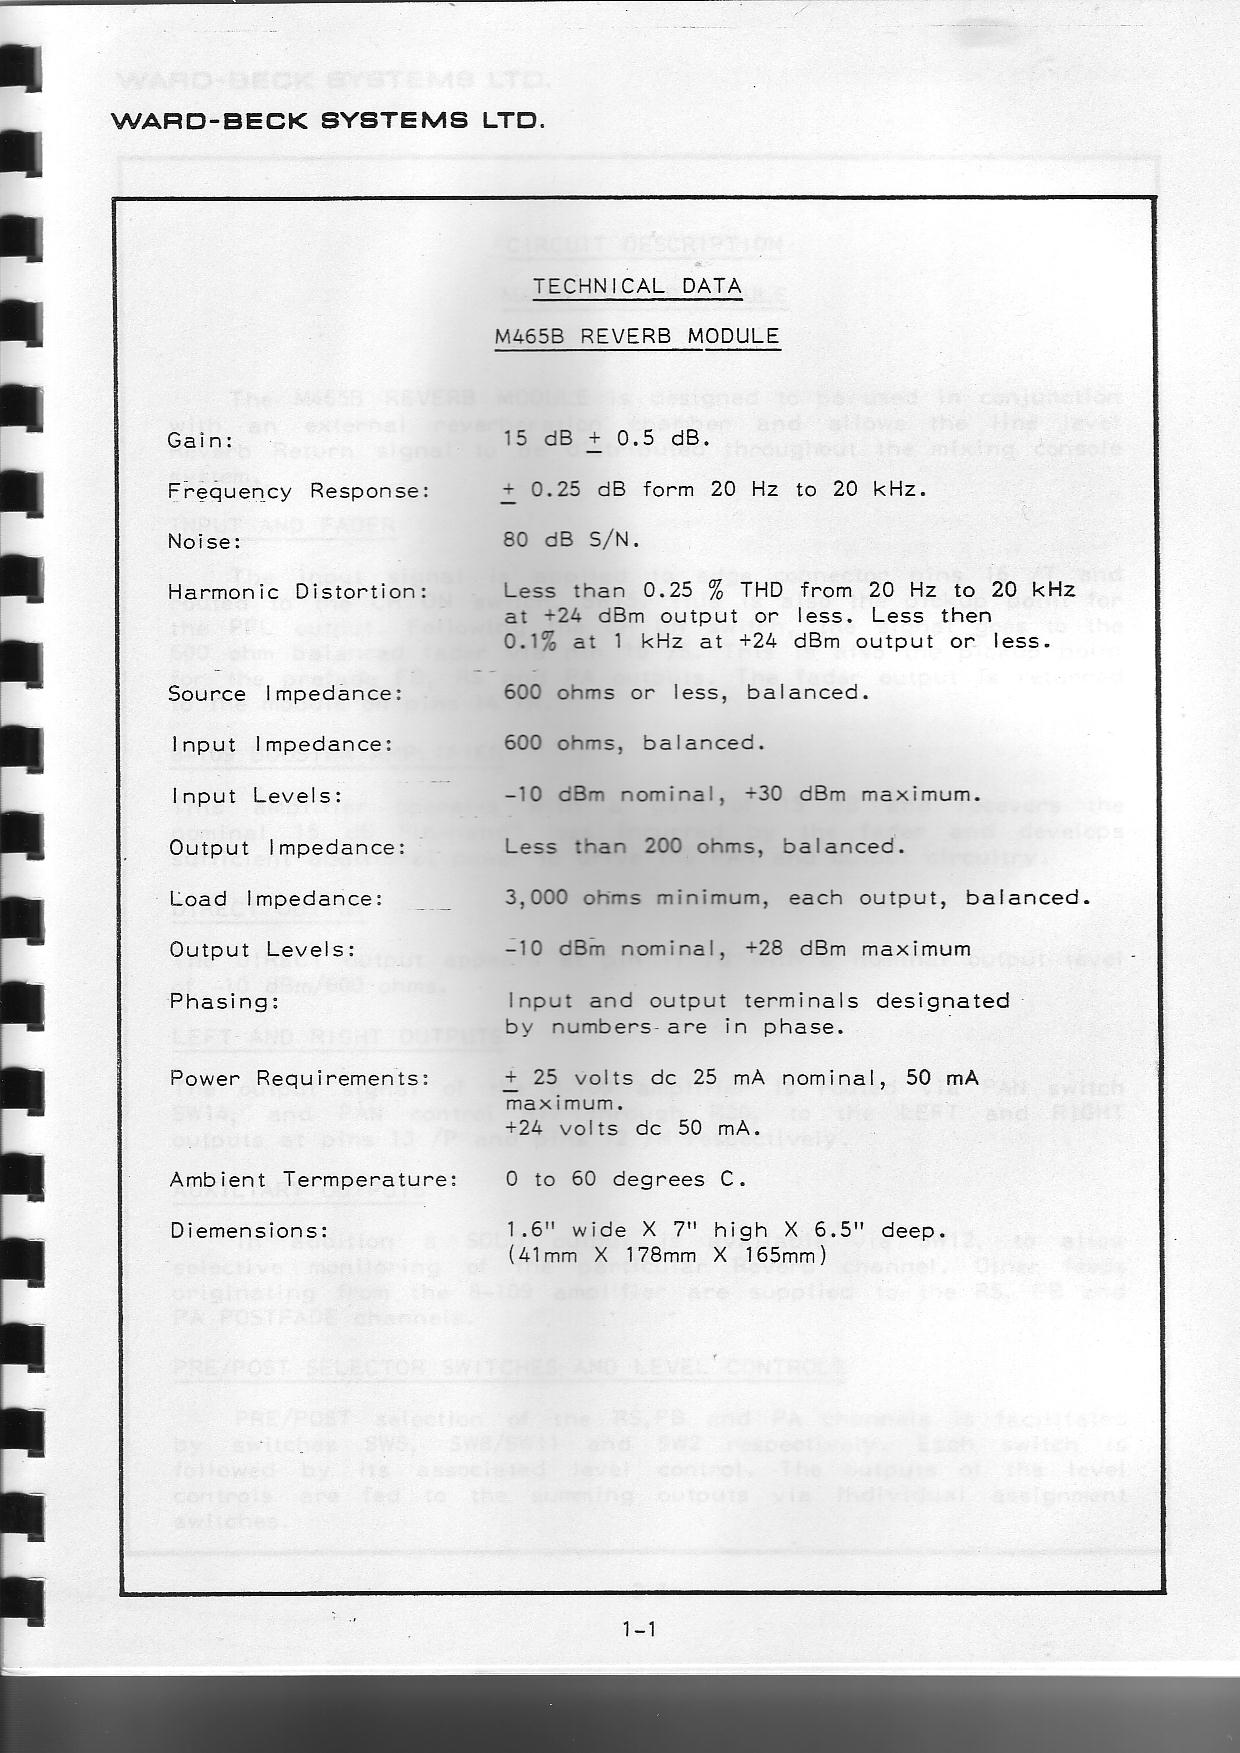 WARD-BECK SYSTEMS LTD.
TECHNICAL DATA
M465B REVERB MODULE
Gain: 15 dB ± 0.5 dB.
Frequency Response: ± 0.25 dB form 20 Hz to 20 kHz.
Noise: 80 dB S/N.
Harmonic Distortion: Less than 0.25 % THD from 20 Hz to 20 kHz
at +24 dBm output or less. Less then
0.1% at 1 kHz at +24 dBm output or less.
Source Impedance: 600 ohms or less, balanced.
Input Impedance: 600 ohms, balanced.
Input Levels: -10 dBm nominal, +30 dBm maximum.
Output Impedance: Less than 200 ohms, balanced.
Load Impedance: 3,000 ohms minimum, each output, balanced.
Output Levels: -10 dBm nominal, +28 dBm maximum
Phasing: Input and output terminals designated
by numbers are in phase.
Power Requirements: ± 25 volts dc 25 mA nominal, 50 mA
maximum.
+24 volts dc 50 mA.
Ambient Termperature: 0 to 60 degrees C.
Diemensions: 1.6" wide X 7" high X 6.5" deep.
(41mm X 178mm X 165mm)
1-1